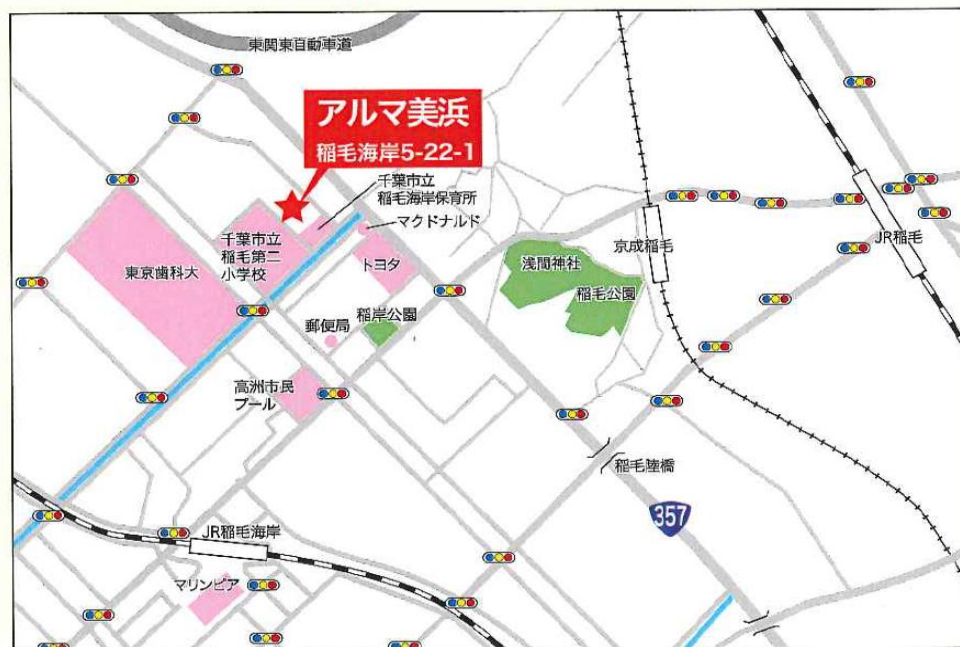 東関東自動車道
アルマ美浜
稲毛海岸5-22-1
千葉市立
稲毛海岸保育所
マクドナルド
千葉市立
稲毛第二
小学校
東京歯科大
トヨタ
浅間神社
稲毛公園
京成稲毛
JR稲毛
郵便局
稲岸公園
高洲市民
プール
稲毛陸橋
357
JR稲毛海岸
マリンピア